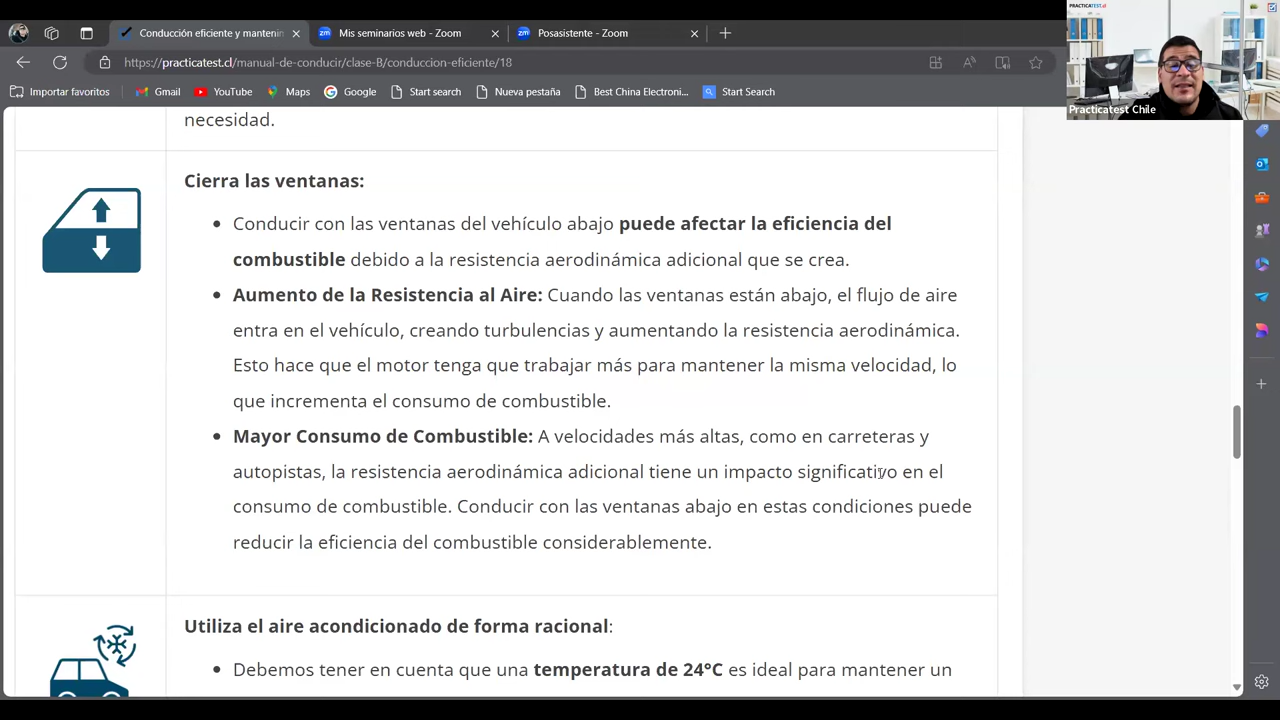 PRACTICATEST.cl
Practicatest Chile
Conducción eficiente y mantenin
Mis seminarios web - Zoom
Posasistente - Zoom
https://practicatest.cl/manual-de-conducir/clase-B/conduccion-eficiente/18
Importar favoritos
Gmail
YouTube
Maps
Google
Start search
Nueva pestaña
Best China Electroni...
Start Search
necesidad.
Cierra las ventanas:
Conducir con las ventanas del vehículo abajo puede afectar la eficiencia del
combustible debido a la resistencia aerodinámica adicional que se crea.
Aumento de la Resistencia al Aire: Cuando las ventanas están abajo, el flujo de aire
entra en el vehículo, creando turbulencias y aumentando la resistencia aerodinámica.
Esto hace que el motor tenga que trabajar más para mantener la misma velocidad, lo
que incrementa el consumo de combustible.
Mayor Consumo de Combustible: A velocidades más altas, como en carreteras y
autopistas, la resistencia aerodinámica adicional tiene un impacto significativo en el
consumo de combustible. Conducir con las ventanas abajo en estas condiciones puede
reducir la eficiencia del combustible considerablemente.
Utiliza el aire acondicionado de forma racional:
Debemos tener en cuenta que una temperatura de 24°C es ideal para mantener un